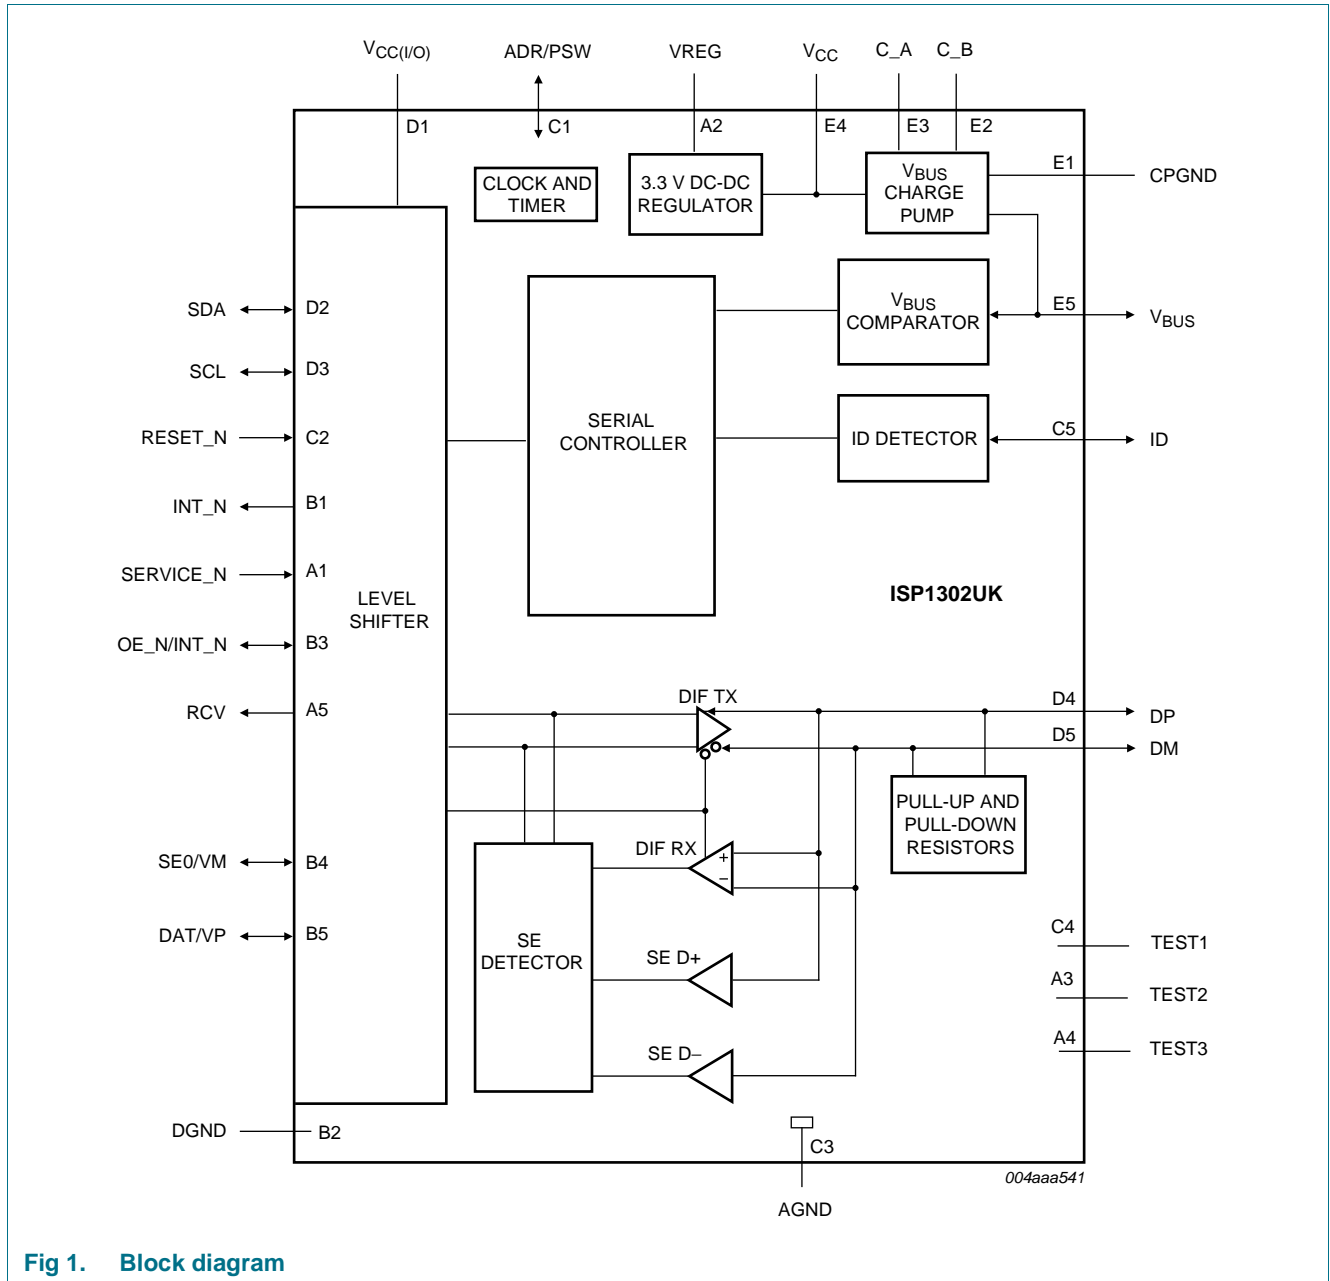 VCC(I/O) ADR/PSW VREG VCC C_A C_B
D1 C1 A2 E4 E3 E2
E1 CPGND
CLOCK AND
TIMER
3.3 V DC-DC
REGULATOR
VBUS
CHARGE
PUMP
SDA D2
VBUS
COMPARATOR
E5 VBUS
SCL D3
RESET_N C2
SERIAL
CONTROLLER
ID DETECTOR
C5 ID
INT_N B1
SERVICE_N A1
LEVEL
SHIFTER
ISP1302UK
OE_N/INT_N B3
RCV A5
DIF TX
D4 DP
D5 DM
PULL-UP AND
PULL-DOWN
RESISTORS
SE0/VM B4
DIF RX
+
−
DAT/VP B5
SE
DETECTOR
SE D+
SE D−
C4 TEST1
A3 TEST2
A4 TEST3
DGND B2
C3
AGND
004aaa541
Fig 1. Block diagram